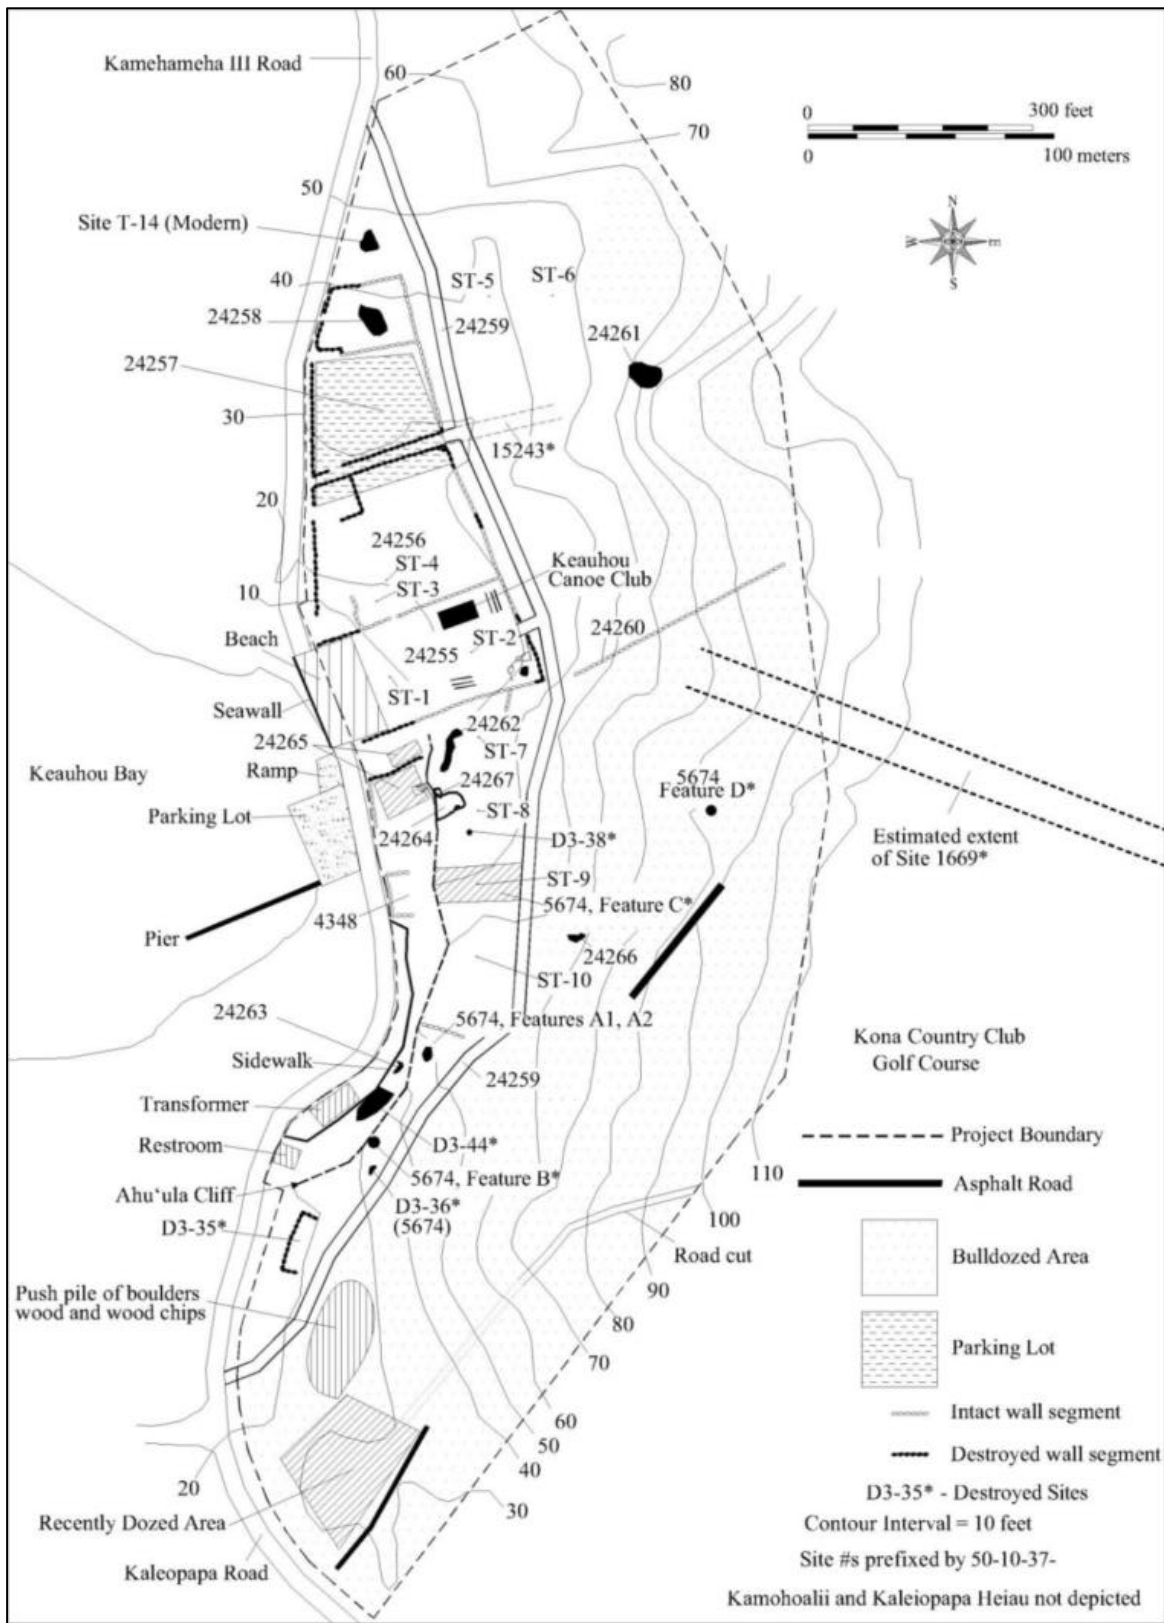 Kamehameha III Road
60
80
70
0
300 feet
0
100 meters
N
W
E
S
50
Site T-14 (Modern)
40
ST-5
ST-6
24258
24259
24261
24257
30
15243*
20
24256
ST-4
ST-3
Keauhou
Canoe Club
10
Beach
24255
ST-2
24260
ST-1
Seawall
24262
24265
ST-7
Keauhou Bay
Ramp
24267
5674
Feature D*
Parking Lot
ST-8
24264
D3-38*
Estimated extent
of Site 1669*
ST-9
5674, Feature C*
4348
Pier
24266
ST-10
24263
5674, Features A1, A2
Sidewalk
24259
Kona Country Club
Golf Course
Transformer
D3-44*
Project Boundary
Restroom
110
5674, Feature B*
Ahu‘ula Cliff
Asphalt Road
D3-36*
(5674)
100
D3-35*
Road cut
Bulldozed Area
Push pile of boulders
wood and wood chips
90
80
Parking Lot
70
60
Intact wall segment
50
40
Destroyed wall segment
20
30
D3-35* - Destroyed Sites
Recently Dozed Area
Contour Interval = 10 feet
Kaleopapa Road
Site #s prefixed by 50-10-37-
Kamohoalii and Kaleiopapa Heiau not depicted